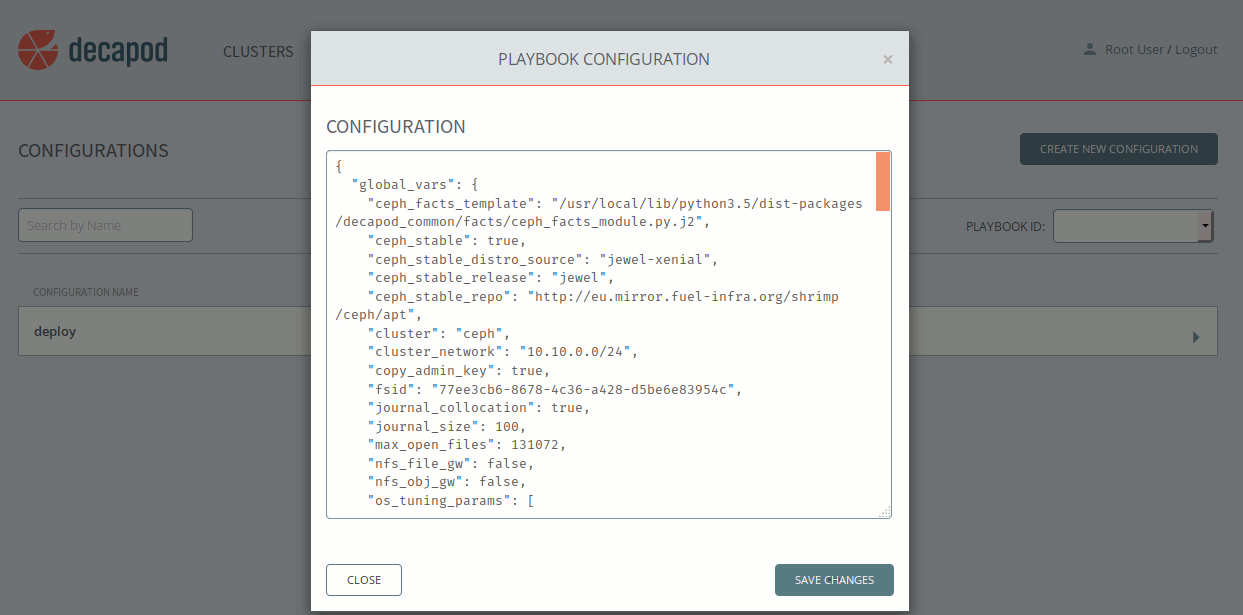 decapod
CLUSTERS
Root User / Logout
PLAYBOOK CONFIGURATION
×
CONFIGURATIONS
CREATE NEW CONFIGURATION
Search by Name
PLAYBOOK ID:
CONFIGURATION NAME
deploy
CONFIGURATION
{
  "global_vars": {
    "ceph_facts_template": "/usr/local/lib/python3.5/dist-packages
/decapod_common/facts/ceph_facts_module.py.j2",
    "ceph_stable": true,
    "ceph_stable_distro_source": "jewel-xenial",
    "ceph_stable_release": "jewel",
    "ceph_stable_repo": "http://eu.mirror.fuel-infra.org/shrimp
/ceph/apt",
    "cluster": "ceph",
    "cluster_network": "10.10.0.0/24",
    "copy_admin_key": true,
    "fsid": "77ee3cb6-8678-4c36-a428-d5be6e83954c",
    "journal_collocation": true,
    "journal_size": 100,
    "max_open_files": 131072,
    "nfs_file_gw": false,
    "nfs_obj_gw": false,
    "os_tuning_params": [
CLOSE
SAVE CHANGES